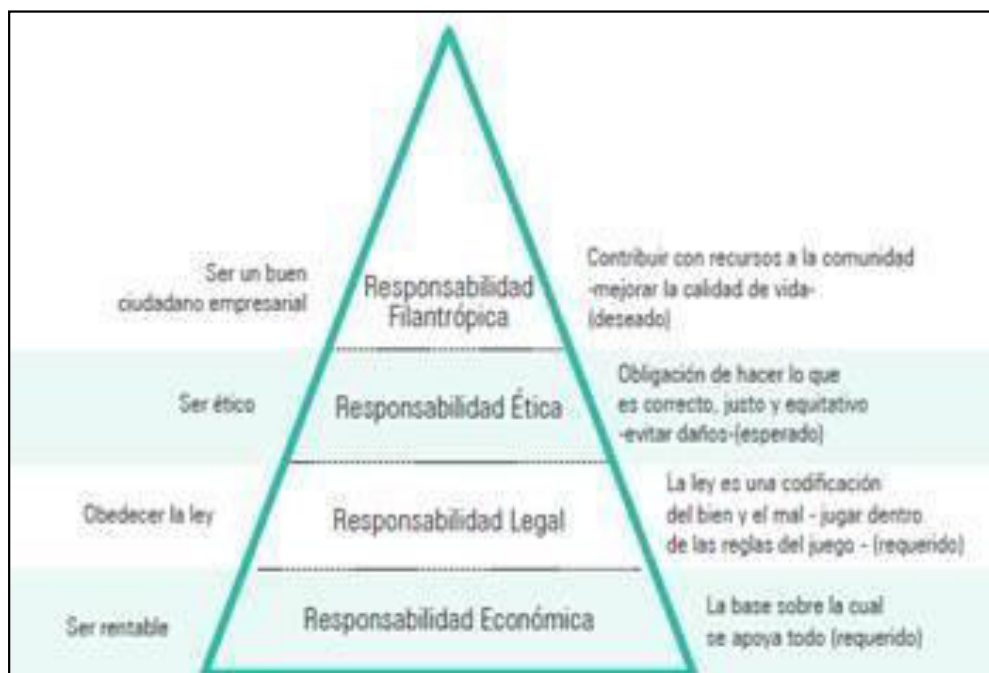 Ser un buen
ciudadano empresarial
Responsabilidad
Filantrópica
Contribuir con recursos a la comunidad
-mejorar la calidad de vida-
(deseado)
Ser ético
Responsabilidad Ética
Obligación de hacer lo que
es correcto, justo y equitativo
-evitar daños-(esperado)
Obedecer la ley
Responsabilidad Legal
La ley es una codificación
del bien y el mal - jugar dentro
de las reglas del juego - (requerido)
Ser rentable
Responsabilidad Económica
La base sobre la cual
se apoya todo (requerido)